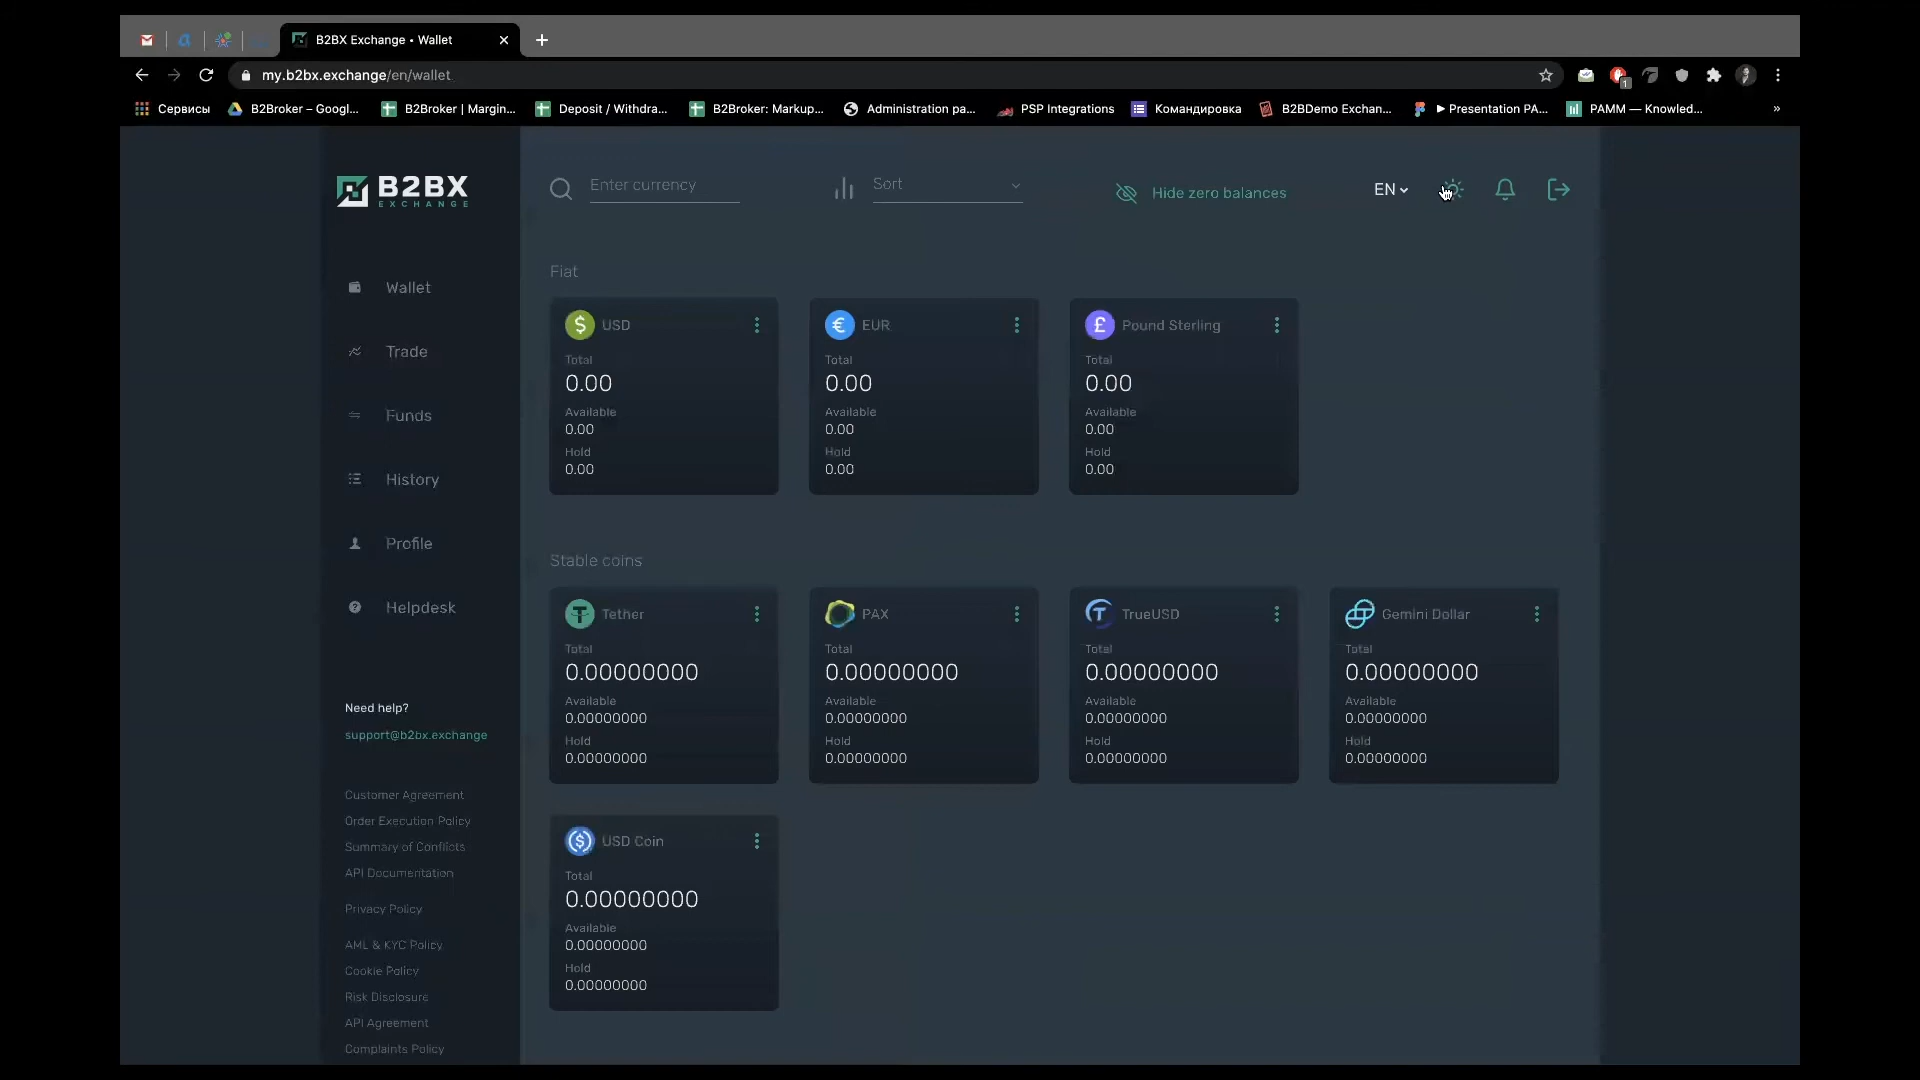 B2BX Exchange • Wallet
my.b2bx.exchange/en/wallet
1
Сервисы
B2Broker – Googl...
B2Broker | Margin...
Deposit / Withdra...
B2Broker: Markup...
Administration pa...
PSP Integrations
Командировка
B2BDemo Exchan...
Presentation PA...
PAMM — Knowled...
»
B2BX
EXCHANGE
Enter currency
Sort
Hide zero balances
EN
Wallet
Trade
Funds
History
Profile
Helpdesk
Need help?
support@b2bx.exchange
Customer Agreement
Order Execution Policy
Summary of Conflicts
API Documentation
Privacy Policy
AML & KYC Policy
Cookie Policy
Risk Disclosure
API Agreement
Complaints Policy
Fiat
USD
Total
0.00
Available
0.00
Hold
0.00
EUR
Total
0.00
Available
0.00
Hold
0.00
Pound Sterling
Total
0.00
Available
0.00
Hold
0.00
Stable coins
Tether
Total
0.00000000
Available
0.00000000
Hold
0.00000000
PAX
Total
0.00000000
Available
0.00000000
Hold
0.00000000
TrueUSD
Total
0.00000000
Available
0.00000000
Hold
0.00000000
Gemini Dollar
Total
0.00000000
Available
0.00000000
Hold
0.00000000
USD Coin
Total
0.00000000
Available
0.00000000
Hold
0.00000000